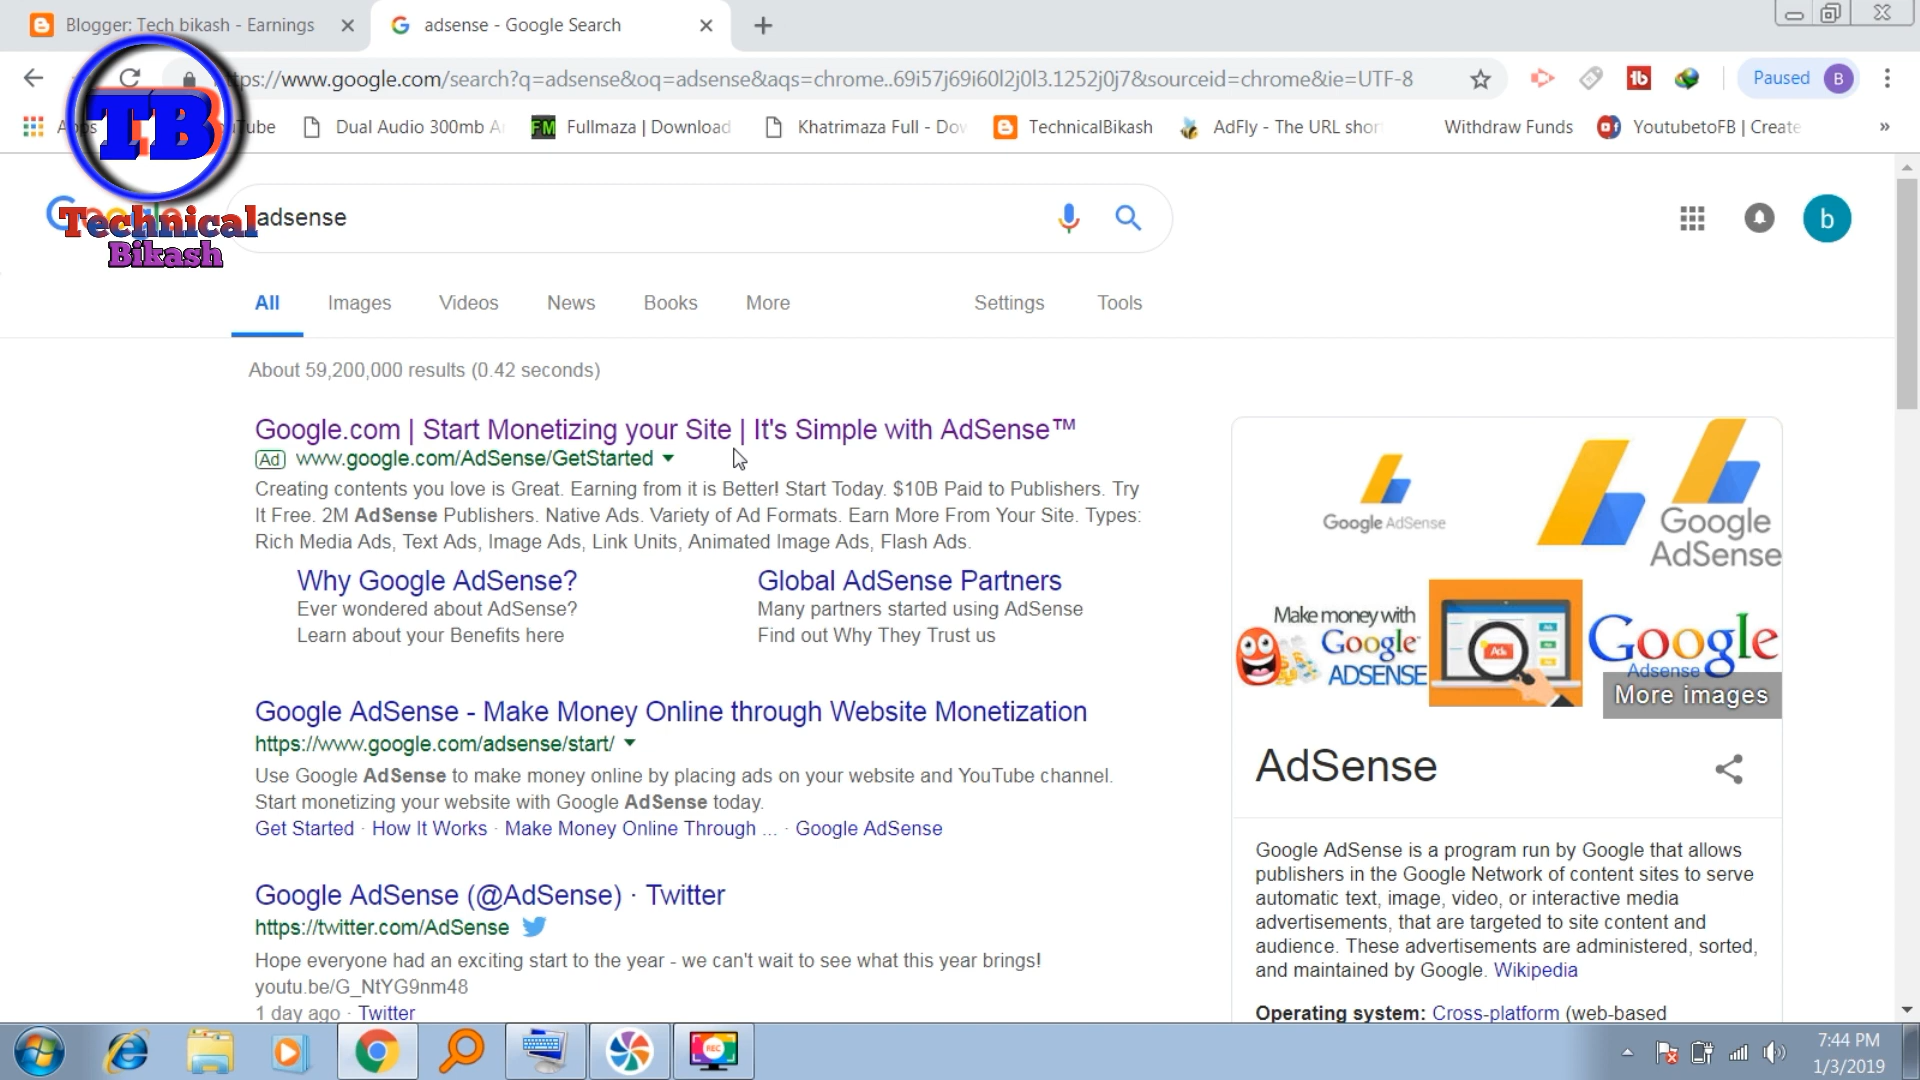 Blogger: Tech bikash - Earnings
adsense - Google Search
https://www.google.com/search?q=adsense&oq=adsense&aqs=chrome..69i57j69i60l2j0l3.1252j0j7&sourceid=chrome&ie=UTF-8
Paused B
Apps
Dual Audio 300mb
FM Fullmaza | Download
Khatrimaza Full -
TechnicalBikash
AdFly - The URL
Withdraw Funds
YoutubetoFB | Create
»
TB
Technical
Bikash
adsense
b
All Images Videos News Books More Settings Tools
About 59,200,000 results (0.42 seconds)
Google.com | Start Monetizing your Site | It's Simple with AdSense™
Ad www.google.com/AdSense/GetStarted
Creating contents you love is Great. Earning from it is Better! Start Today. $10B Paid to Publishers. Try
It Free. 2M AdSense Publishers. Native Ads. Variety of Ad Formats. Earn More From Your Site. Types:
Rich Media Ads, Text Ads, Image Ads, Link Units, Animated Image Ads, Flash Ads.
Why Google AdSense?
Ever wondered about AdSense?
Learn about your Benefits here
Global AdSense Partners
Many partners started using AdSense
Find out Why They Trust us
Google AdSense - Make Money Online through Website Monetization
https://www.google.com/adsense/start/
Use Google AdSense to make money online by placing ads on your website and YouTube channel.
Start monetizing your website with Google AdSense today.
Get Started · How It Works · Make Money Online Through ... · Google AdSense
Google AdSense (@AdSense) · Twitter
https://twitter.com/AdSense
Hope everyone had an exciting start to the year - we can't wait to see what this year brings!
youtu.be/G_NtYG9nm48
1 day ago · Twitter
Google AdSense
Google
AdSense
Make money with
Google
ADSENSE
Ads
Google
Adsense
More images
AdSense
Google AdSense is a program run by Google that allows
publishers in the Google Network of content sites to serve
automatic text, image, video, or interactive media
advertisements, that are targeted to site content and
audience. These advertisements are administered, sorted,
and maintained by Google. Wikipedia
Operating system: Cross-platform (web-based
REC
7:44 PM
1/3/2019